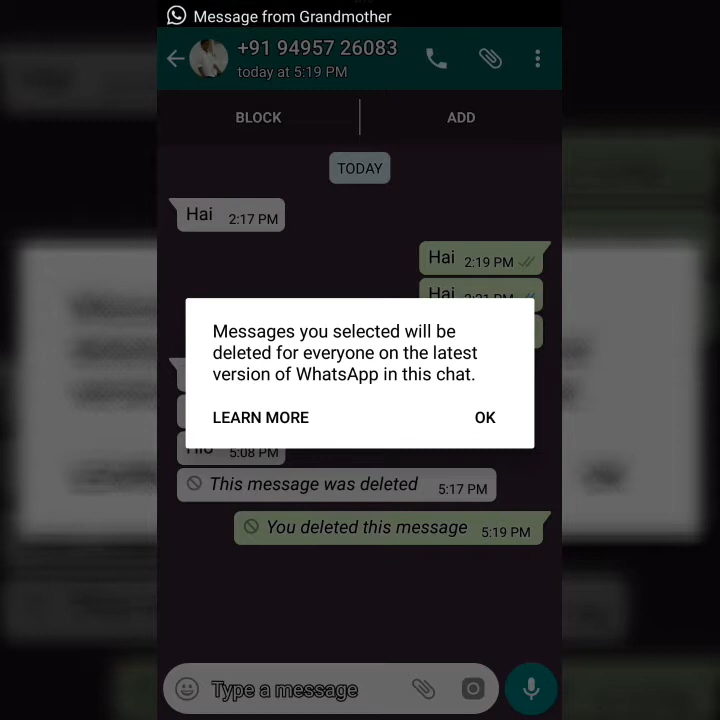 Message from Grandmother
+91 94957 26083
today at 5:19 PM
BLOCK
ADD
TODAY
Hai 2:17 PM
Hai 2:19 PM
Hai
Messages you selected will be
deleted for everyone on the latest
version of WhatsApp in this chat.
LEARN MORE
OK
5:08 PM
This message was deleted 5:17 PM
You deleted this message 5:19 PM
Type a message